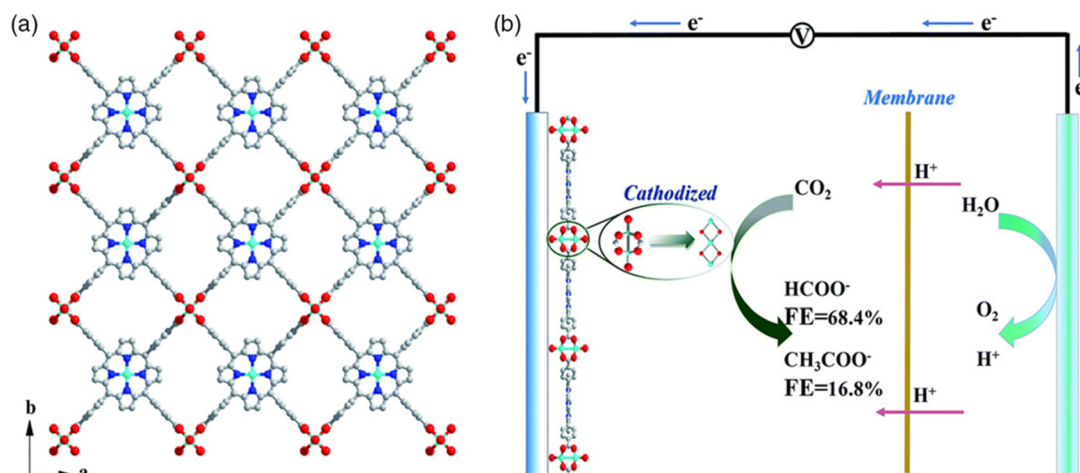 (a)
b
a
(b)
e⁻
e⁻
e⁻
V
e
Membrane
Cathodized
CO₂
H⁺
H₂O
HCOO⁻
FE=68.4%
CH₃COO⁻
FE=16.8%
O₂
H⁺
H⁺